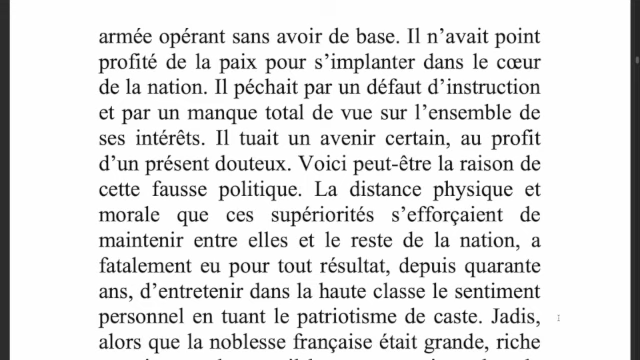 armée opérant sans avoir de base. Il n’avait point
profité de la paix pour s’implanter dans le cœur
de la nation. Il péchait par un défaut d’instruction
et par un manque total de vue sur l’ensemble de
ses intérêts. Il tuait un avenir certain, au profit
d’un présent douteux. Voici peut-être la raison de
cette fausse politique. La distance physique et
morale que ces supériorités s’efforçaient de
maintenir entre elles et le reste de la nation, a
fatalement eu pour tout résultat, depuis quarante
ans, d’entretenir dans la haute classe le sentiment
personnel en tuant le patriotisme de caste. Jadis,
alors que la noblesse française était grande, riche